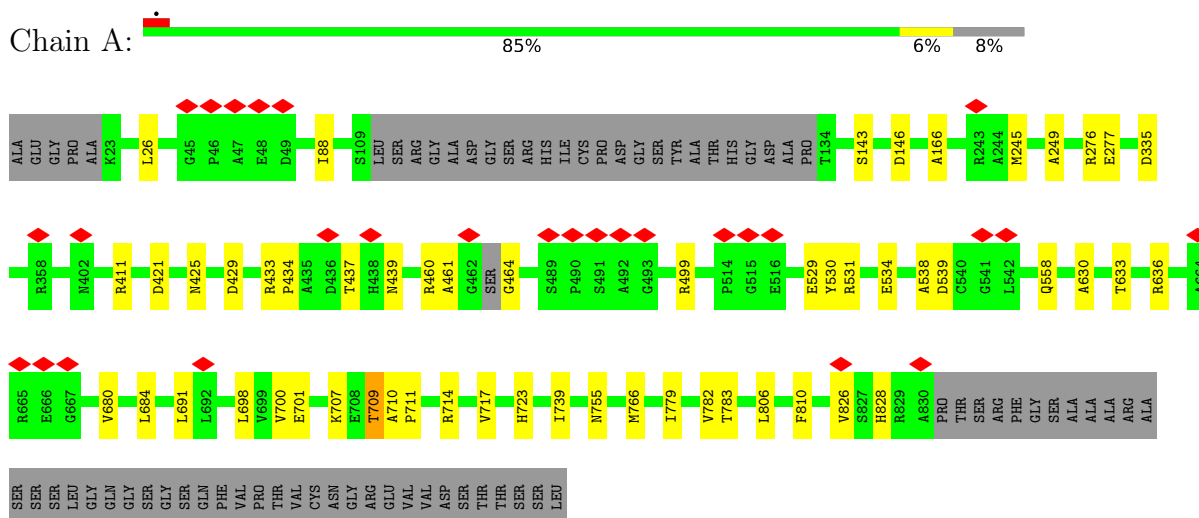 Chain A:
85% 6% 8%
ALA GLU GLY PRO ALA K23 L26 G45 P46 A47 E48 D49 I88 S109 LEU SER ARG GLY ALA ASP GLY SER ARG HIS ILE CYS PRO ASP GLY SER TYR ALA THR HIS GLY ASP ALA PRO T134 S143 D146 A166 R243 A244 M245 A249 R276 E277 D335
R358 N402 R411 D421 N425 D429 R433 P434 A435 D436 T437 H438 N439 R460 A461 G462 SER G464 S489 P490 S491 A492 G493 R499 P514 G515 E516 E529 Y530 R531 E534 A538 D539 C540 G541 L542 Q558 A630 T633 R636 A664
R665 E666 G667 V680 L684 L691 L692 L698 V699 V700 E701 K707 E708 T709 A710 P711 R714 V717 H723 I739 N755 M766 I779 V782 T783 L806 F810 V826 S827 H828 R829 A830 PRO THR SER ARG PHE GLY SER ALA ALA ALA ARG ALA
SER SER SER LEU GLY GLN GLY SER GLY SER GLN PHE VAL PRO THR VAL CYS ASN GLY ARG GLU VAL VAL ASP SER THR THR SER SER LEU